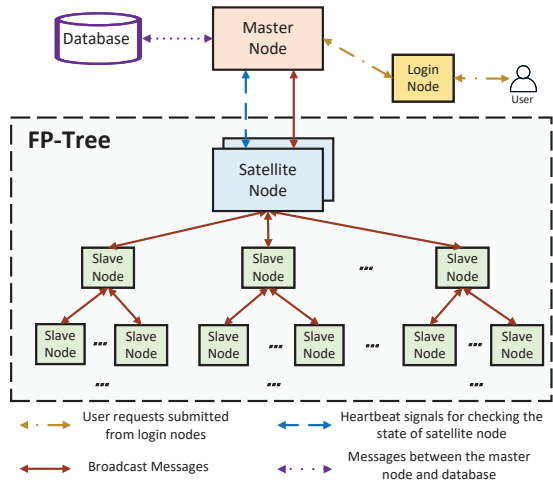 Database
Master
Node
Login
Node
User
FP-Tree
Satellite
Node
Slave
Node
Slave
Node
...
Slave
Node
Slave
Node
...
Slave
Node
Slave
Node
...
Slave
Node
...
Slave
Node
...
Slave
Node
...
...
...
User requests submitted
from login nodes
Heartbeat signals for checking the
state of satellite node
Broadcast Messages
Messages between the master
node and database